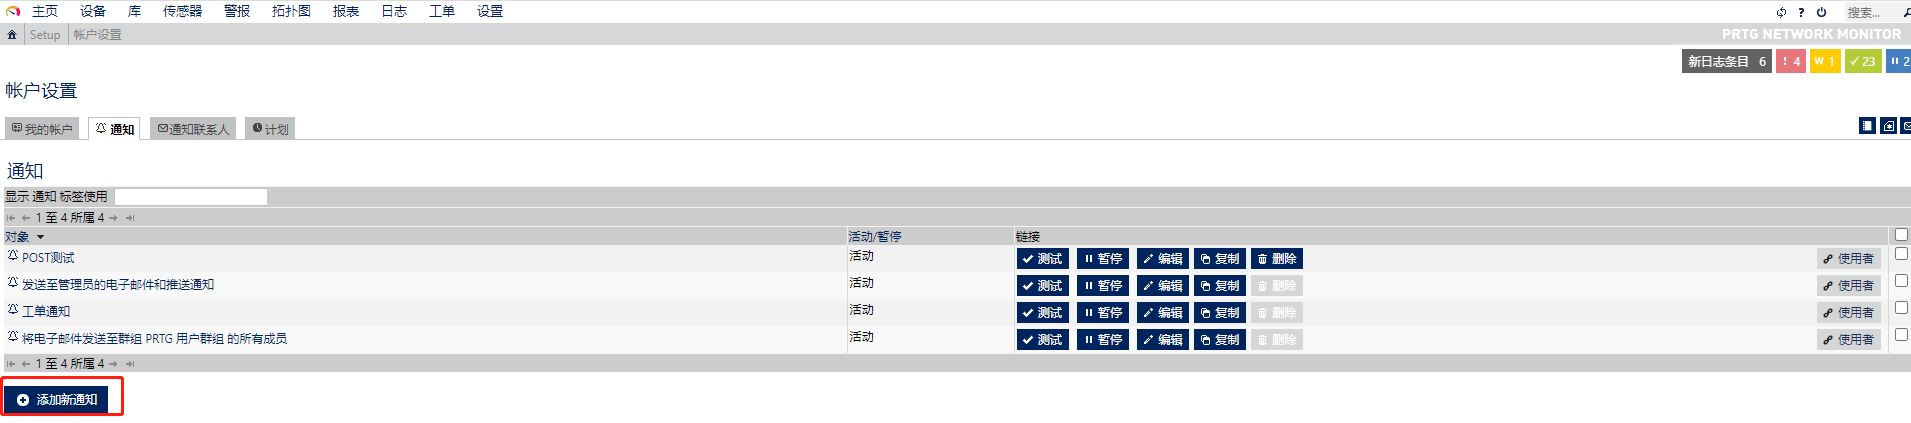 主页 设备 库 传感器 警报 拓扑图 报表 日志 工单 设置 ? 搜索...
Setup 帐户设置 PRTG NETWORK MONITOR
新日志条目 6 ! 4 W 1 23 2
帐户设置
我的帐户 通知 通知联系人 计划
通知
显示 通知 标签使用
1 至 4 所属 4
对象 活动/暂停 链接
POST测试 活动 测试 暂停 编辑 复制 删除 使用者
发送至管理员的电子邮件和推送通知 活动 测试 暂停 编辑 复制 删除 使用者
工单通知 活动 测试 暂停 编辑 复制 删除 使用者
将电子邮件发送至群组 PRTG 用户群组 的所有成员 活动 测试 暂停 编辑 复制 删除 使用者
1 至 4 所属 4
添加新通知